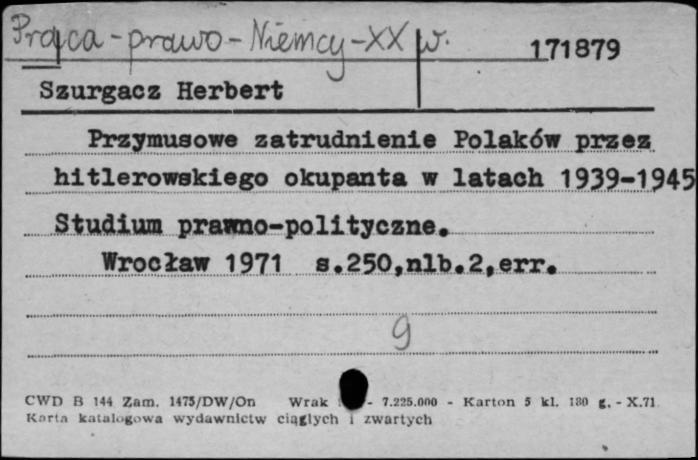 Praca - prawo - Niemcy - XX w.
171879
Szurgacz Herbert
Przymusowe zatrudnienie Polaków przez
hitlerowskiego okupanta w latach 1939-1945
Studium prawno-polityczne.
Wrocław 1971 s.250,nlb.2,err.
9
CWD B 144 Zam. 1475/DW/On Wrak - 7.225.000 - Karton 5 kl. 180 g. - X.71
Karta katalogowa wydawnictw ciągłych i zwartych